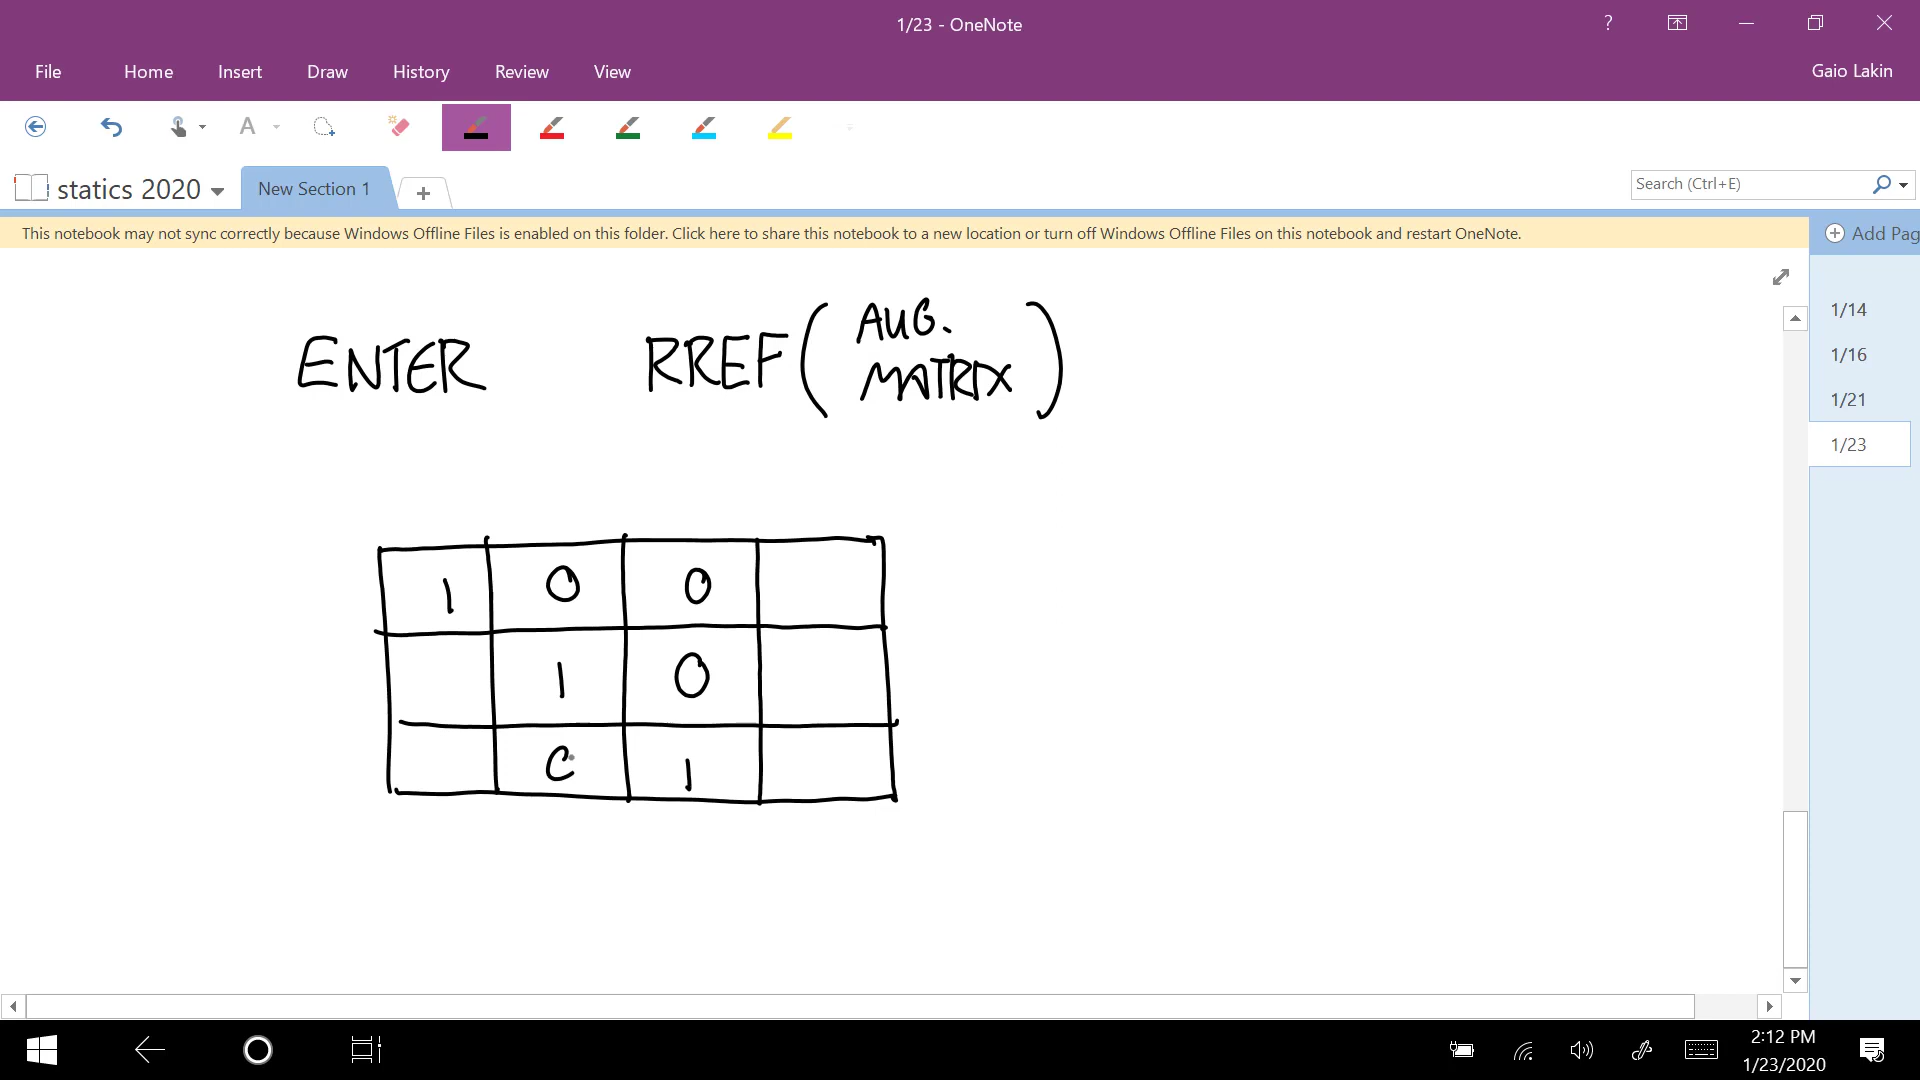 1/23 - OneNote
?
File Home Insert Draw History Review View
Gaio Lakin
A
statics 2020
New Section 1
+
Search (Ctrl+E)
This notebook may not sync correctly because Windows Offline Files is enabled on this folder. Click here to share this notebook to a new location or turn off Windows Offline Files on this notebook and restart OneNote.
Add Pag
1/14
1/16
1/21
1/23
ENTER RREF( AUG.
MATRIX )
1 0 0
1 0
C 1
2:12 PM
1/23/2020